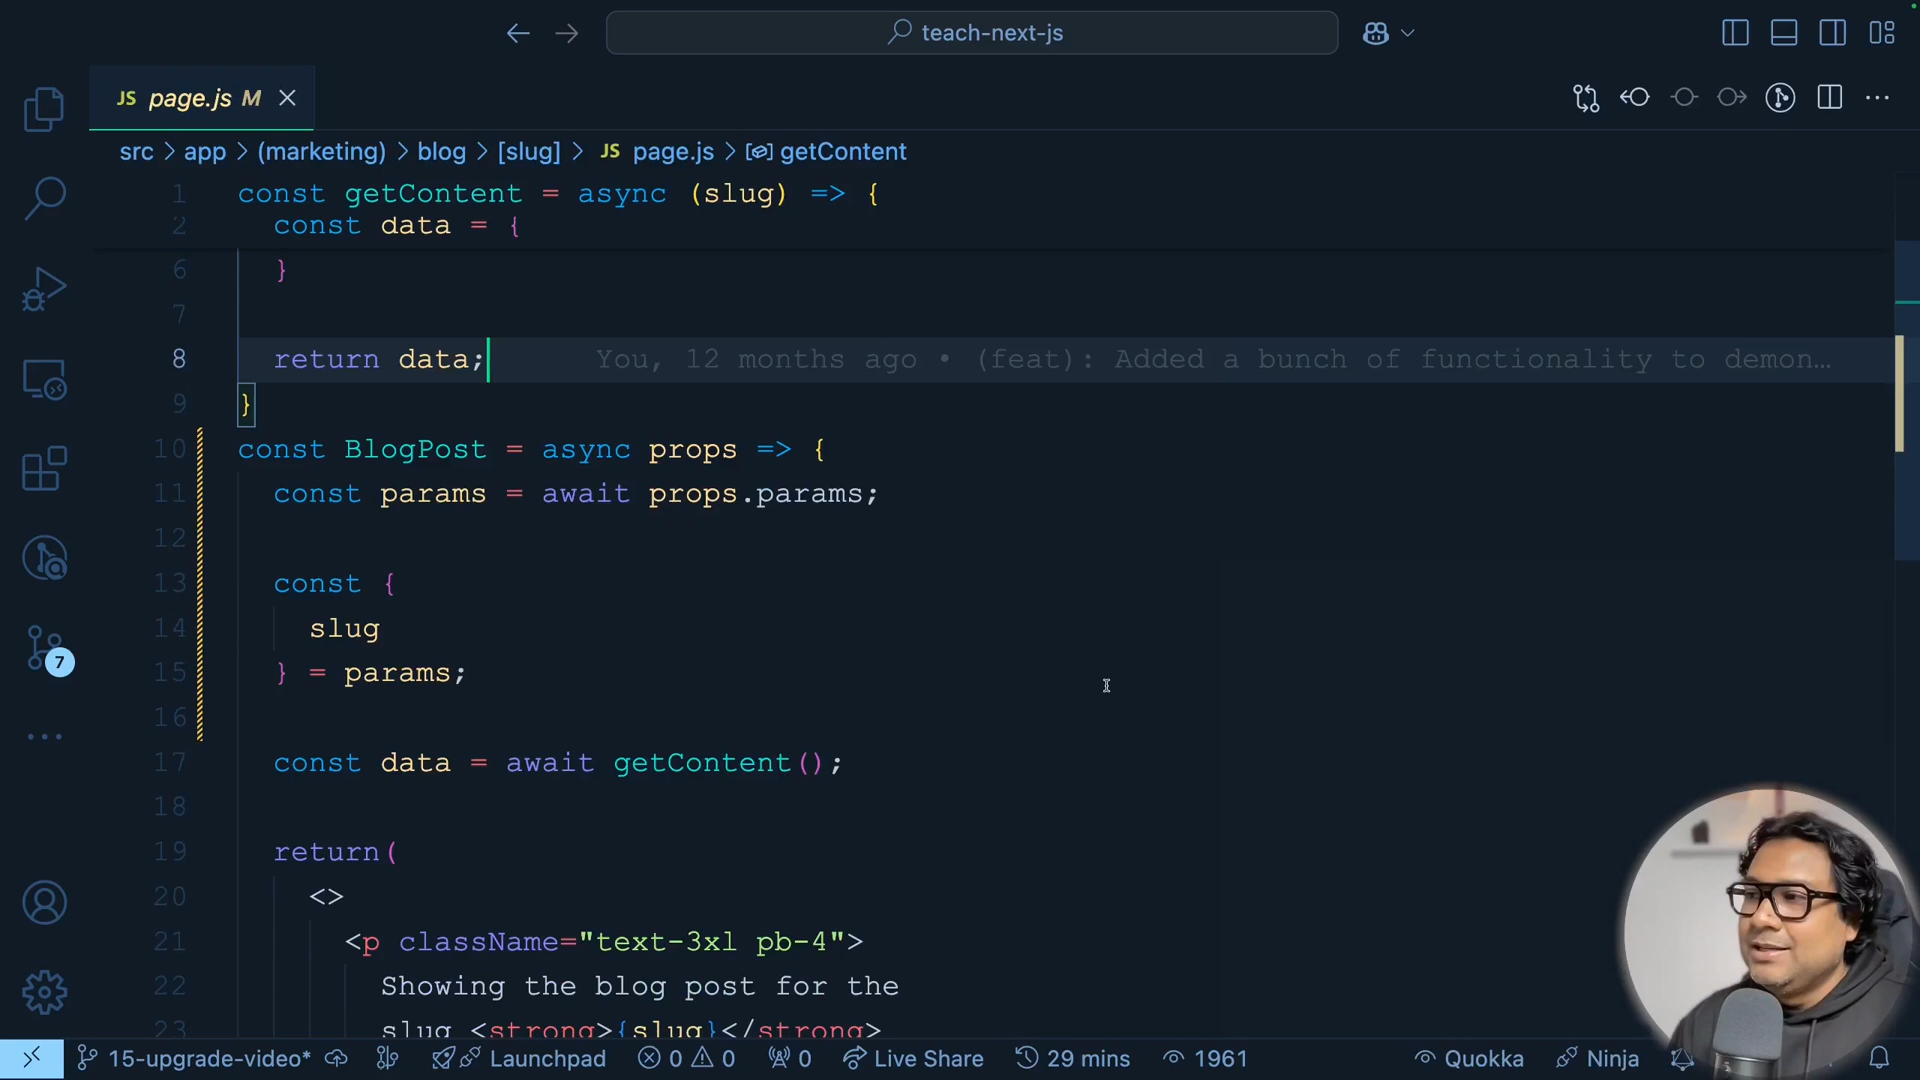 teach-next-js
JS page.js M
src > app > (marketing) > blog > [slug] > JS page.js > getContent
1 const getContent = async (slug) => {
2 const data = {
6 }
7
8 return data; You, 12 months ago • (feat): Added a bunch of functionality to demon…
9 }
10 const BlogPost = async props => {
11 const params = await props.params;
12
13 const {
14 slug
15 } = params;
16
17 const data = await getContent();
18
19 return(
20 <>
21 <p className="text-3xl pb-4">
22 Showing the blog post for the
23 slug <strong>{slug}</strong>
7
15-upgrade-video* Launchpad 0 0 0 Live Share 29 mins 1961 Quokka Ninja